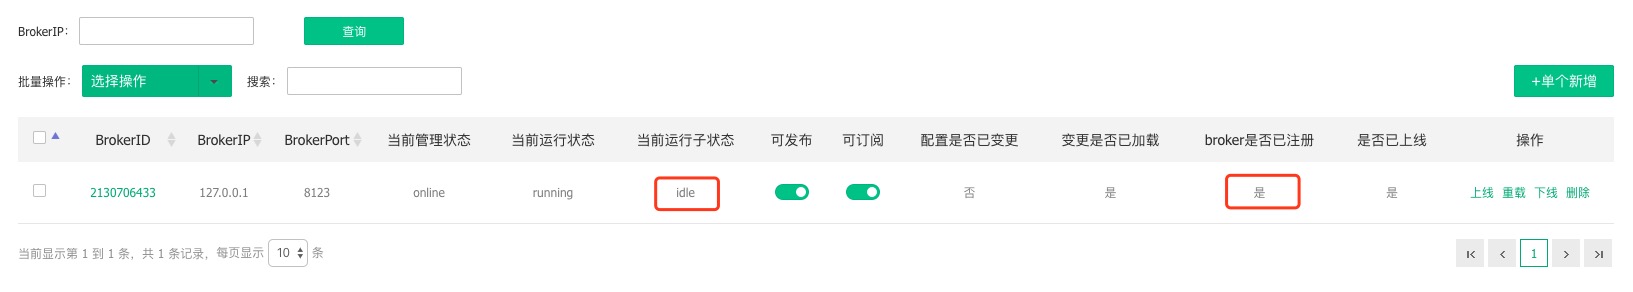 BrokerIP: 查询
批量操作: 选择操作 搜索: +单个新增
BrokerID BrokerIP BrokerPort 当前管理状态 当前运行状态 当前运行子状态 可发布 可订阅 配置是否已变更 变更是否已加载 broker是否已注册 是否已上线 操作
2130706433 127.0.0.1 8123 online running idle 否 是 是 是 上线 重载 下线 删除
当前显示第 1 到 1 条，共 1 条记录，每页显示 10 条 1